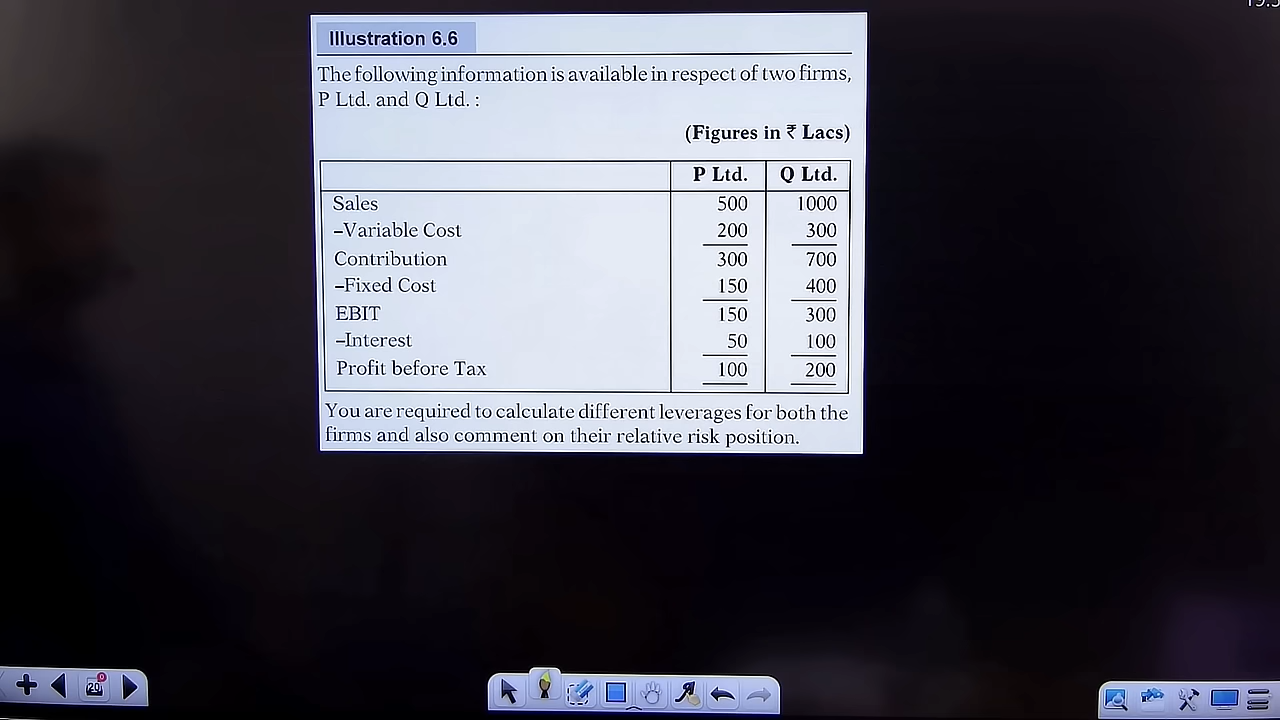 Illustration 6.6
The following information is available in respect of two firms,
P Ltd. and Q Ltd. :
(Figures in ₹ Lacs)
P Ltd. Q Ltd.
Sales 500 1000
–Variable Cost 200 300
Contribution 300 700
–Fixed Cost 150 400
EBIT 150 300
–Interest 50 100
Profit before Tax 100 200
You are required to calculate different leverages for both the
firms and also comment on their relative risk position.
20